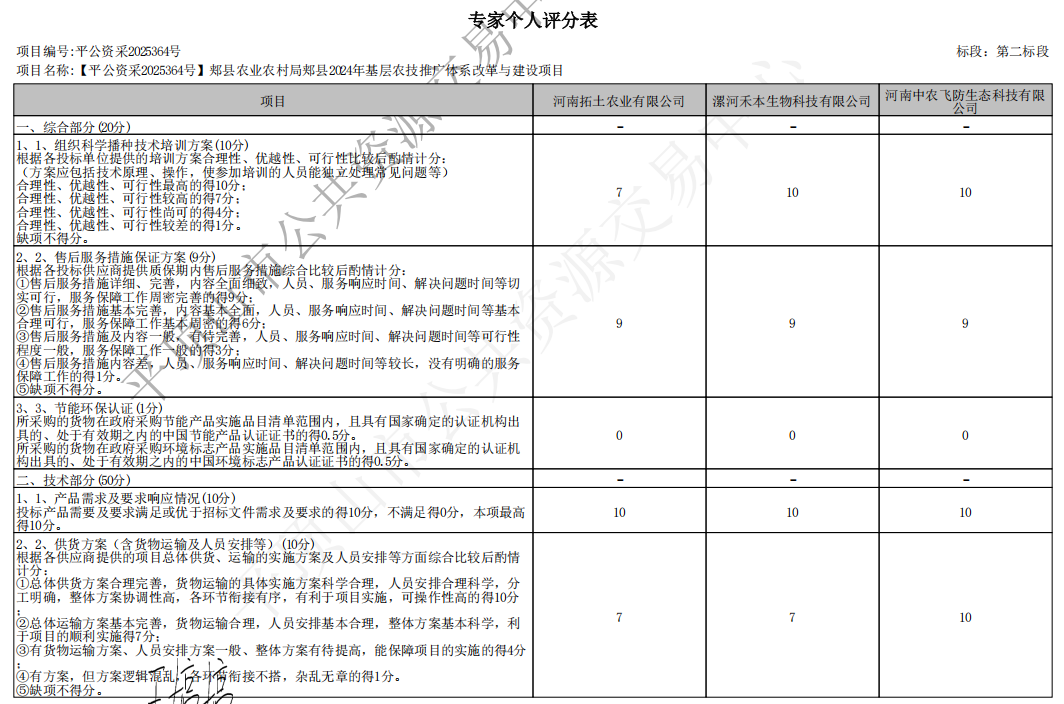 专家个人评分表
项目编号:平公资采2025364号
标段：第二标段
项目名称:【平公资采2025364号】郏县农业农村局郏县2024年基层农技推广体系改革与建设项目
项目
河南拓土农业有限公司
漯河禾本生物科技有限公司
河南中农飞防生态科技有限
公司
一、综合部分(20分)
-
-
-
1、1、组织科学播种技术培训方案(10分)
根据各投标单位提供的培训方案合理性、优越性、可行性比较后酌情计分：
（方案应包括技术原理、操作，使参加培训的人员能独立处理常见问题等）
合理性、优越性、可行性最高的得10分；
合理性、优越性、可行性较高的得7分；
合理性、优越性、可行性尚可的得4分；
合理性、优越性、可行性较差的得1分。
缺项不得分。
7
10
10
2、2、售后服务措施保证方案(9分)
根据各投标供应商提供质保期内售后服务措施综合比较后酌情计分：
①售后服务措施详细、完善，内容全面细致，人员、服务响应时间、解决问题时间等切
实可行，服务保障工作周密完善的得9分；
②售后服务措施基本完善，内容基本全面，人员、服务响应时间、解决问题时间等基本
合理可行，服务保障工作基本周密的得6分；
③售后服务措施及内容一般，有待完善，人员、服务响应时间、解决问题时间等可行性
程度一般，服务保障工作一般的得3分；
④售后服务措施内容差，人员、服务响应时间、解决问题时间等较长，没有明确的服务
保障工作的得1分。
⑤缺项不得分。
9
9
9
3、3、节能环保认证(1分)
所采购的货物在政府采购节能产品实施品目清单范围内，且具有国家确定的认证机构出
具的、处于有效期之内的中国节能产品认证证书的得0.5分。
所采购的货物在政府采购环境标志产品实施品目清单范围内，且具有国家确定的认证机
构出具的、处于有效期之内的中国环境标志产品认证证书的得0.5分。
0
0
0
二、技术部分(50分)
-
-
-
1、1、产品需求及要求响应情况(10分)
投标产品需要及要求满足或优于招标文件需求及要求的得10分，不满足得0分，本项最高
得10分。
10
10
10
2、2、供货方案（含货物运输及人员安排等）(10分)
根据各供应商提供的项目总体供货、运输的实施方案及人员安排等方面综合比较后酌情
计分：
①总体供货方案合理完善，货物运输的具体实施方案科学合理，人员安排合理科学，分
工明确，整体方案协调性高，各环节衔接有序，有利于项目实施，可操作性高的得10分
；
②总体运输方案基本完善，货物运输合理，人员安排基本合理，整体方案基本科学，利
于项目的顺利实施得7分；
③有货物运输方案、人员安排方案一般、整体方案有待提高，能保障项目的实施的得4分
；
④有方案，但方案逻辑混乱，各环节衔接不搭，杂乱无章的得1分。
⑤缺项不得分。
7
7
10
平顶山市公共资源交易中心
平顶山市公共资源交易中心